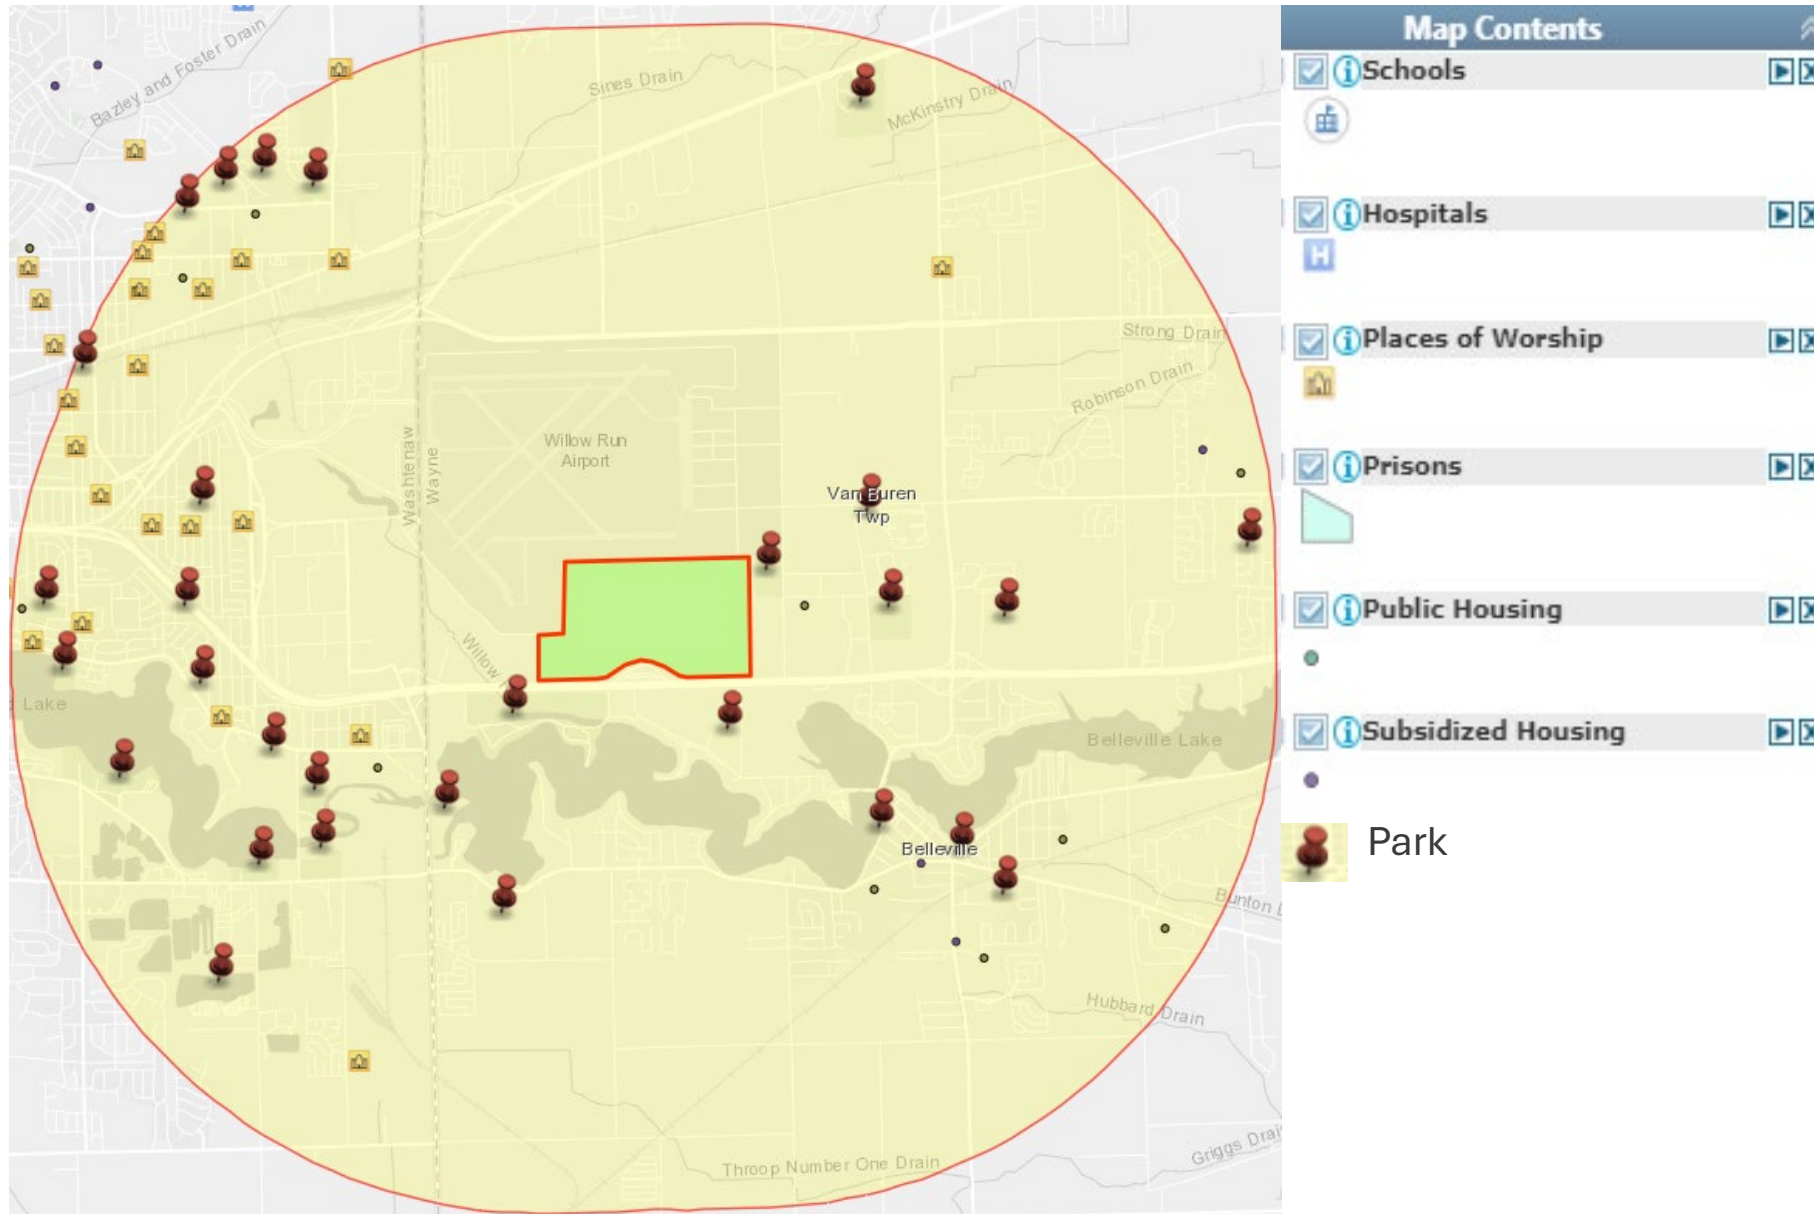 Bazley and Foster Drain
Sines Drain
McKinstry Drain
Strong Drain
Robinson Drain
Willow Run
Airport
Washtenaw
Wayne
Van Buren
Twp
Willow
Lake
Belleville Lake
Belleville
Bunton
Hubbard Drain
Throop Number One Drain
Griggs Drai
Map Contents
Schools
Hospitals
H
Places of Worship
Prisons
Public Housing
Subsidized Housing
Park